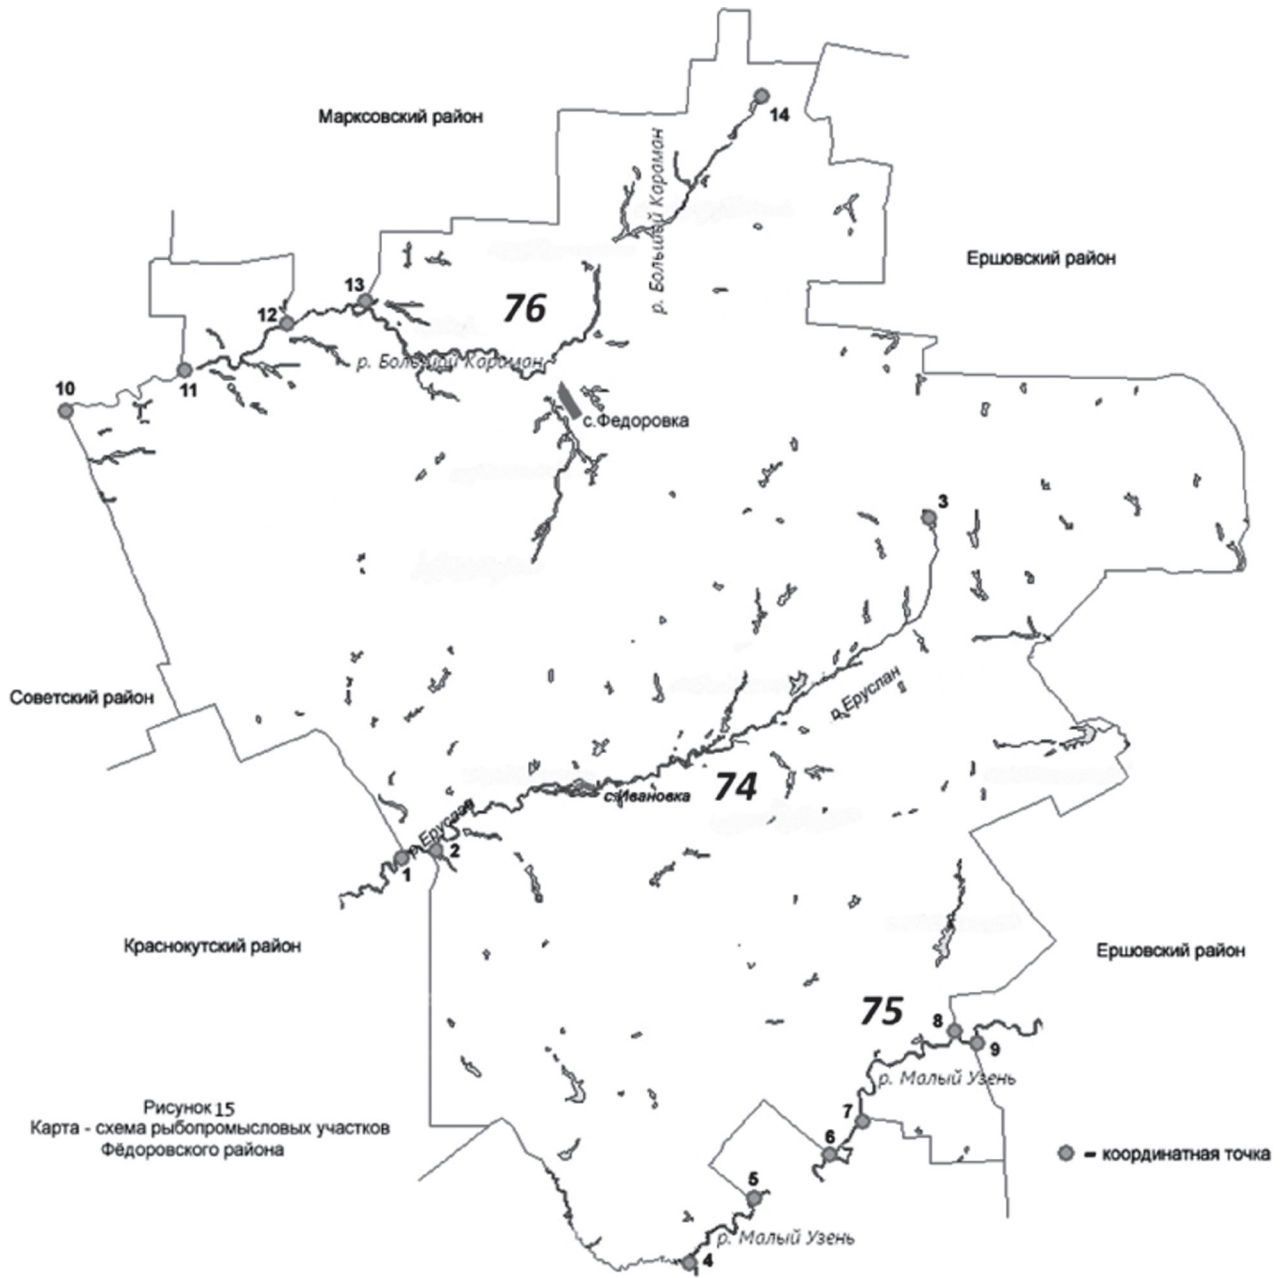 Марксовский район
14
р. Большой Караман
Ершовский район
13
76
12
р. Большой Караман
11
10
с.Федоровка
3
Советский район
р. Еруслан
74
с.Ивановка
р. Еруслан
2
1
Краснокутский район
Ершовский район
75
8
9
р. Малый Узень
7
6
5
р. Малый Узень
4
Рисунок 15
Карта - схема рыбопромысловых участков
Фёдоровского района
- координатная точка